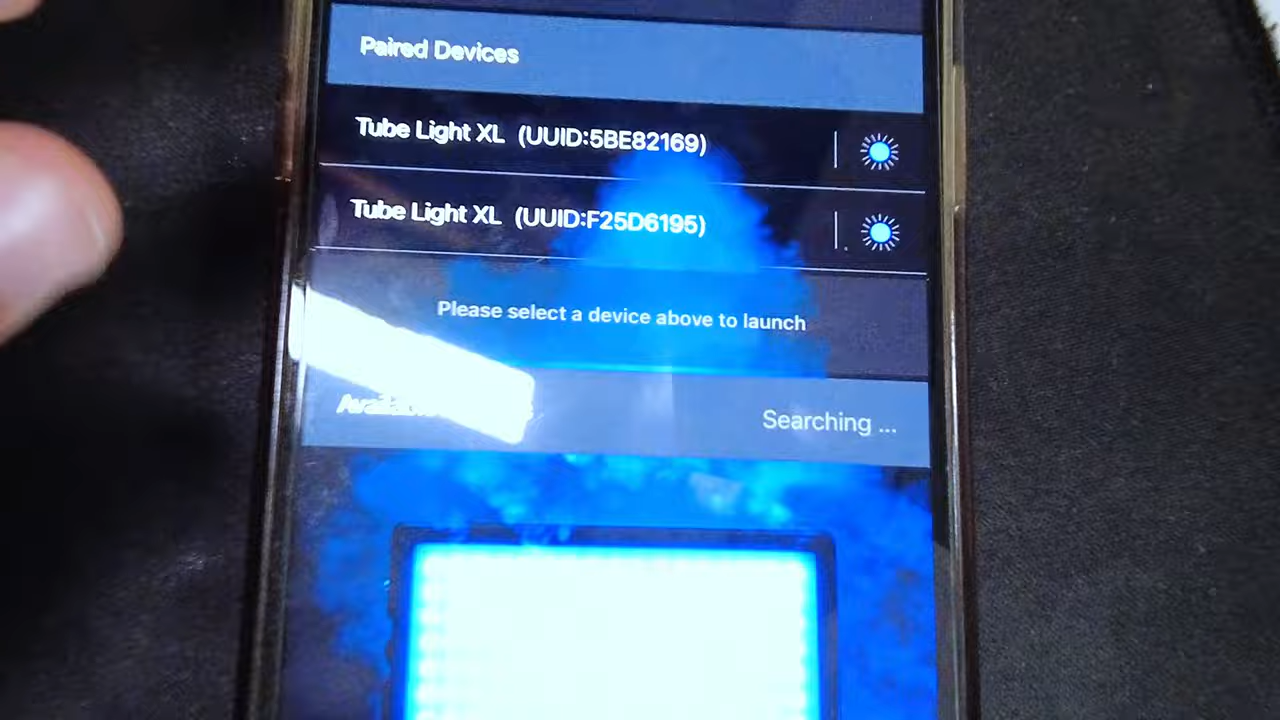 Paired Devices
Tube Light XL (UUID:5BE82169)
Tube Light XL (UUID:F25D6195)
Please select a device above to launch
Searching ...